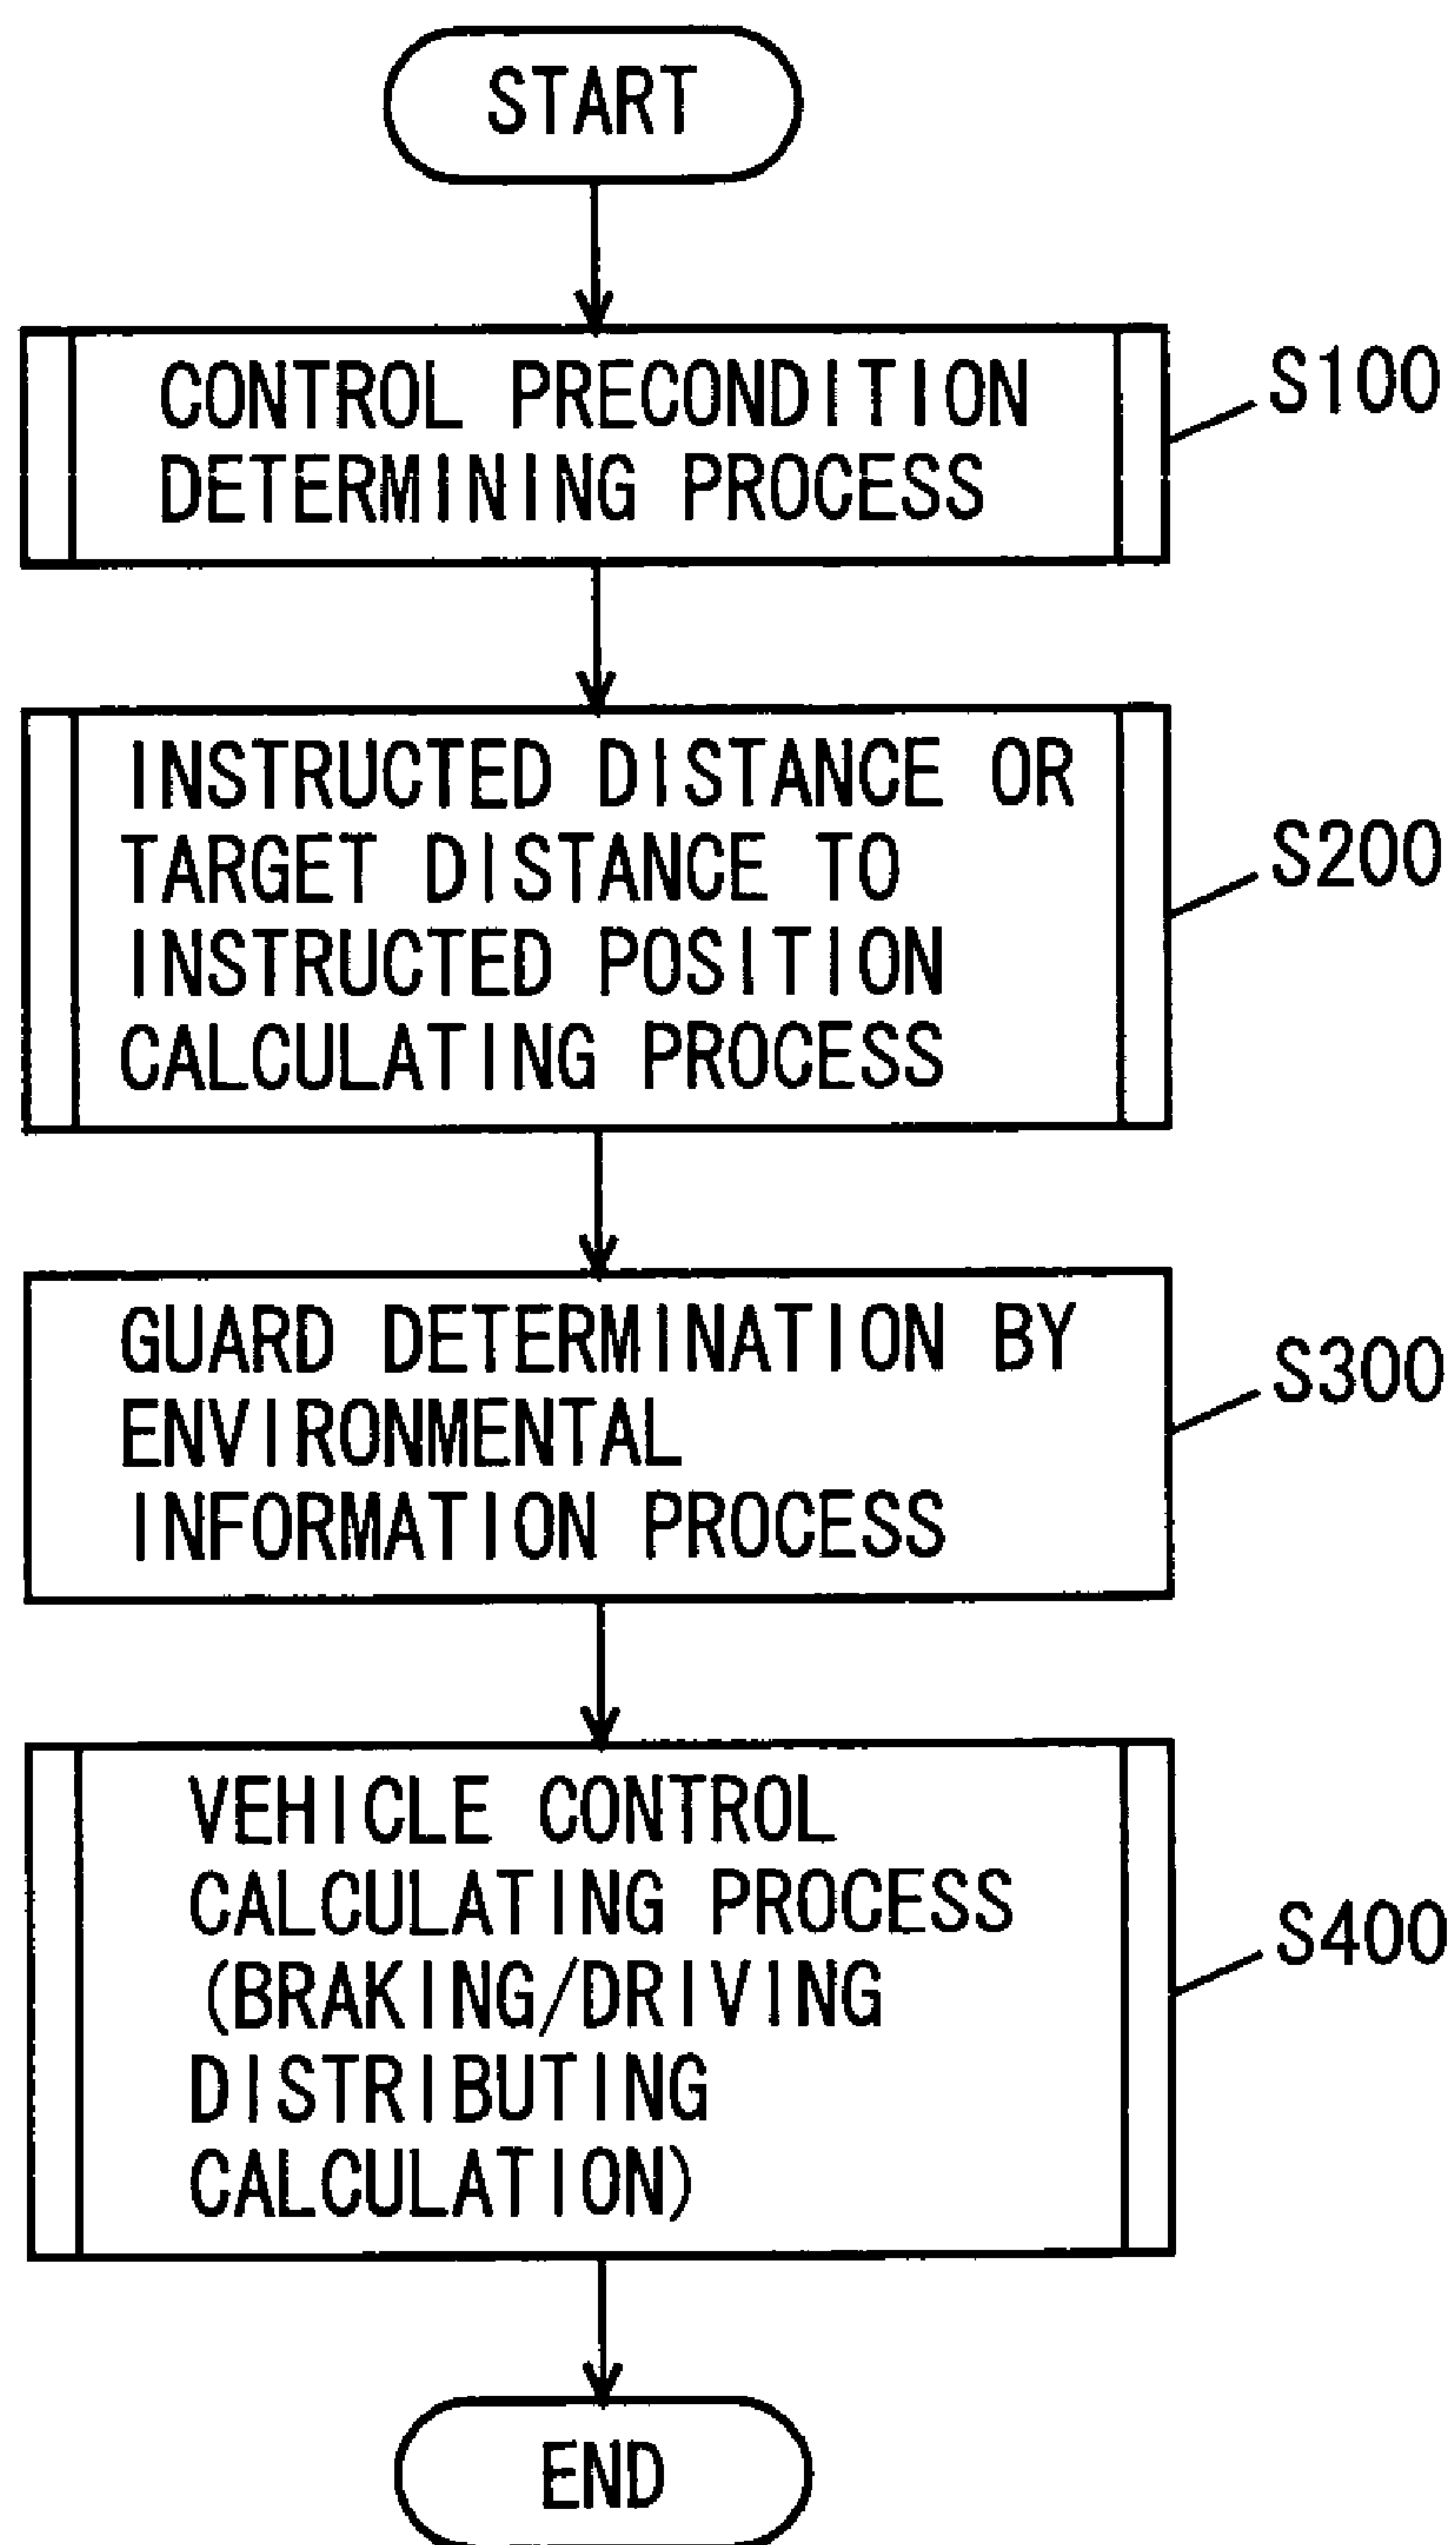 START
CONTROL PRECONDITION
DETERMINING PROCESS
S100
INSTRUCTED DISTANCE OR
TARGET DISTANCE TO
INSTRUCTED POSITION
CALCULATING PROCESS
S200
GUARD DETERMINATION BY
ENVIRONMENTAL
INFORMATION PROCESS
S300
VEHICLE CONTROL
CALCULATING PROCESS
(BRAKING/DRIVING
DISTRIBUTING
CALCULATION)
S400
END